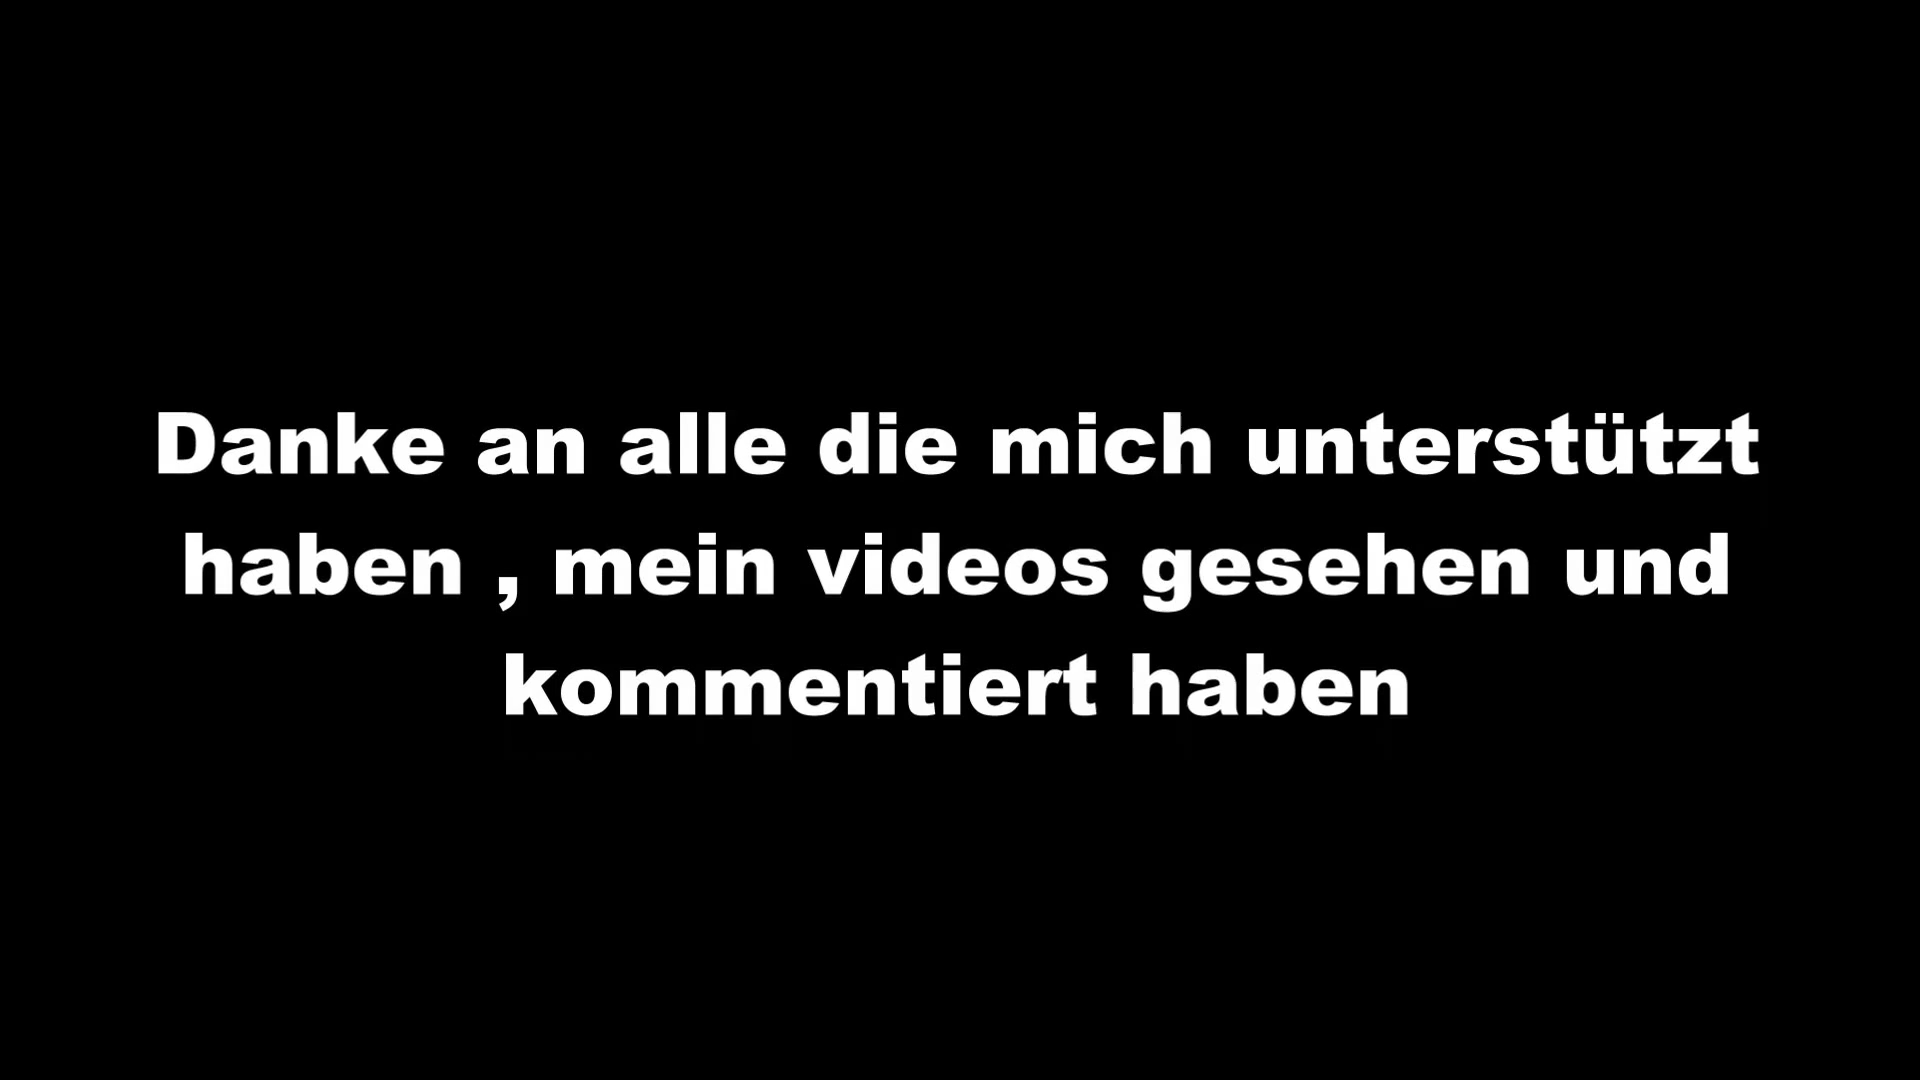 Danke an alle die mich unterstützt
haben , mein videos gesehen und
kommentiert haben